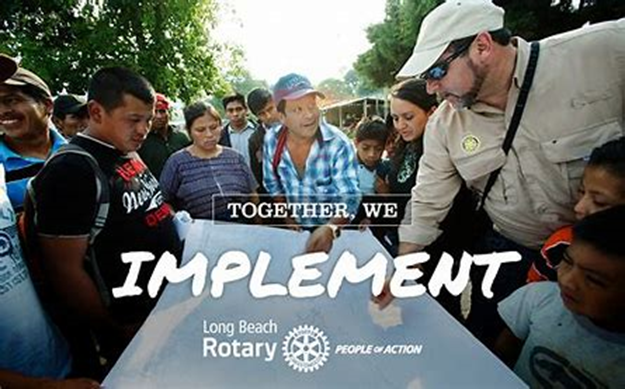 TOGETHER, WE
IMPLEMENT
Long Beach
Rotary
PEOPLE OF ACTION